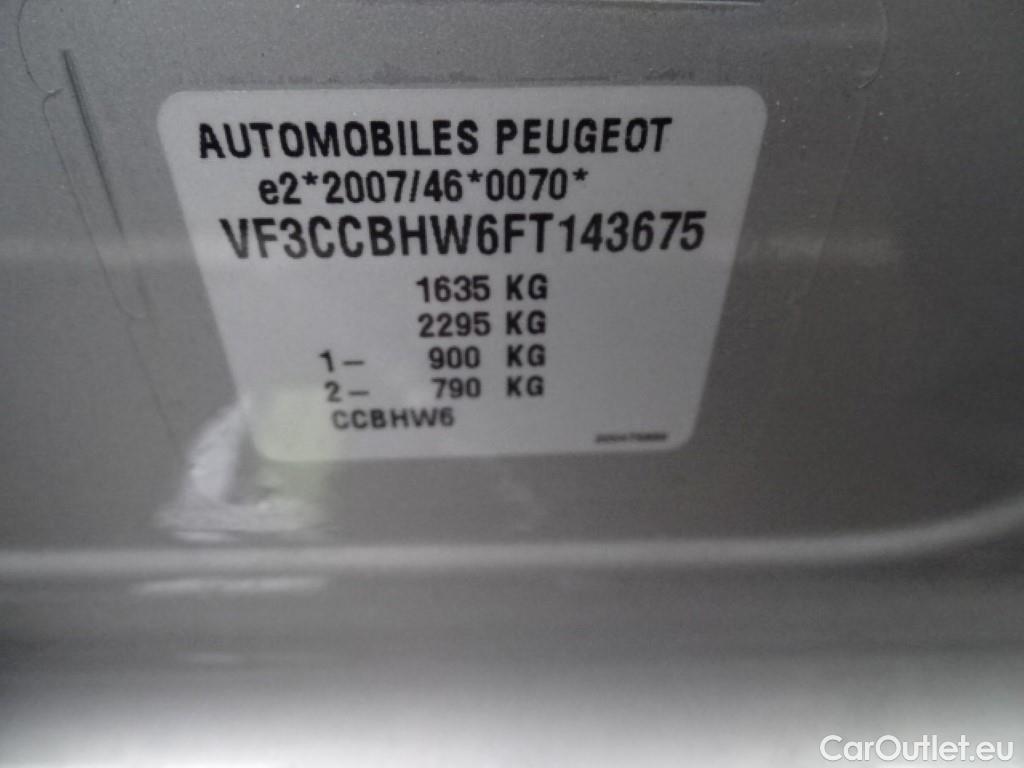 AUTOMOBILES PEUGEOT
e2*2007/46*0070*
VF3CCBHW6FT143675
1635 KG
2295 KG
1- 900 KG
2- 790 KG
CCBHW6
CarOutlet.eu